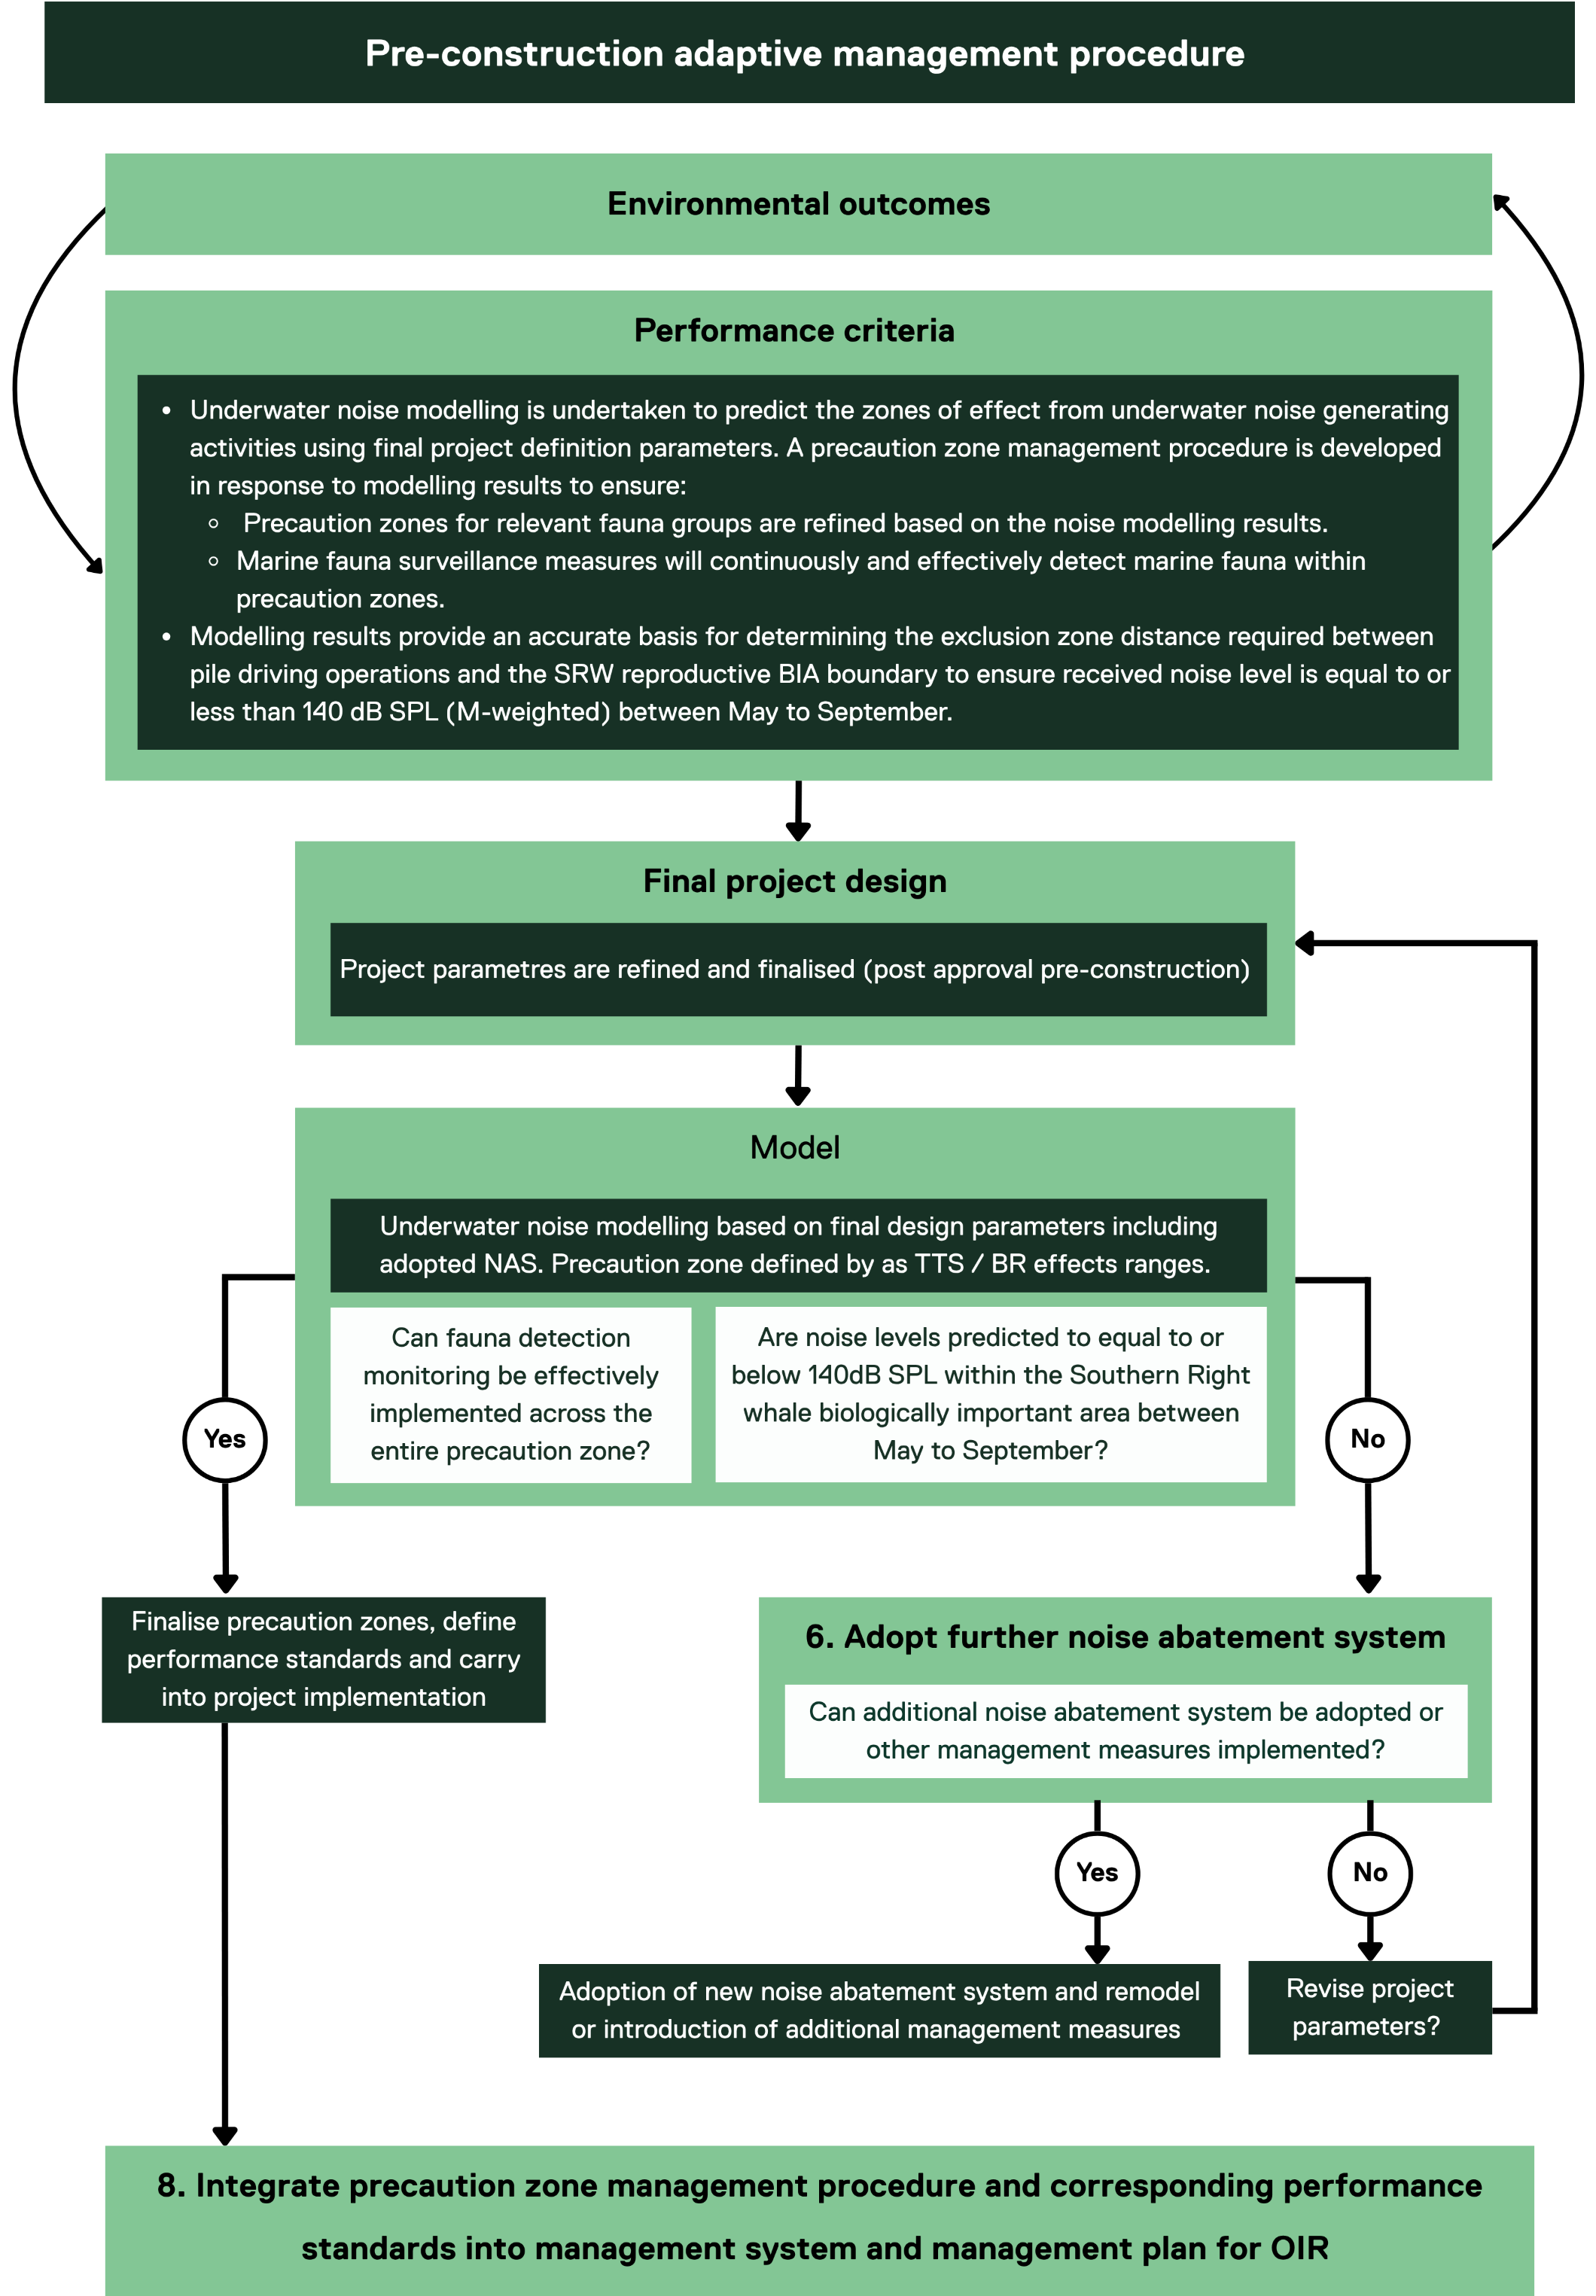 Pre-construction adaptive management procedure
Environmental outcomes
Performance criteria
• Underwater noise modelling is undertaken to predict the zones of effect from underwater noise generating
activities using final project definition parameters. A precaution zone management procedure is developed
in response to modelling results to ensure:
◦ Precaution zones for relevant fauna groups are refined based on the noise modelling results.
◦ Marine fauna surveillance measures will continuously and effectively detect marine fauna within
precaution zones.
• Modelling results provide an accurate basis for determining the exclusion zone distance required between
pile driving operations and the SRW reproductive BIA boundary to ensure received noise level is equal to or
less than 140 dB SPL (M-weighted) between May to September.
Final project design
Project parametres are refined and finalised (post approval pre-construction)
Model
Underwater noise modelling based on final design parameters including
adopted NAS. Precaution zone defined by as TTS / BR effects ranges.
Can fauna detection
monitoring be effectively
implemented across the
entire precaution zone?
Are noise levels predicted to equal to or
below 140dB SPL within the Southern Right
whale biologically important area between
May to September?
Yes
No
Finalise precaution zones, define
performance standards and carry
into project implementation
6. Adopt further noise abatement system
Can additional noise abatement system be adopted or
other management measures implemented?
Yes
No
Adoption of new noise abatement system and remodel
or introduction of additional management measures
Revise project
parameters?
8. Integrate precaution zone management procedure and corresponding performance
standards into management system and management plan for OIR